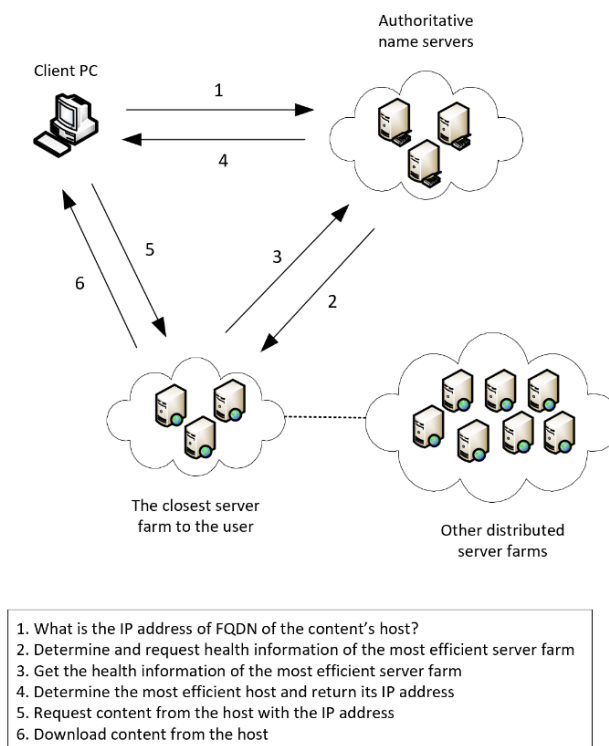 Authoritative
name servers
Client PC
1
4
5
3
6
2
The closest server
farm to the user
Other distributed
server farms
1. What is the IP address of FQDN of the content's host?
2. Determine and request health information of the most efficient server farm
3. Get the health information of the most efficient server farm
4. Determine the most efficient host and return its IP address
5. Request content from the host with the IP address
6. Download content from the host